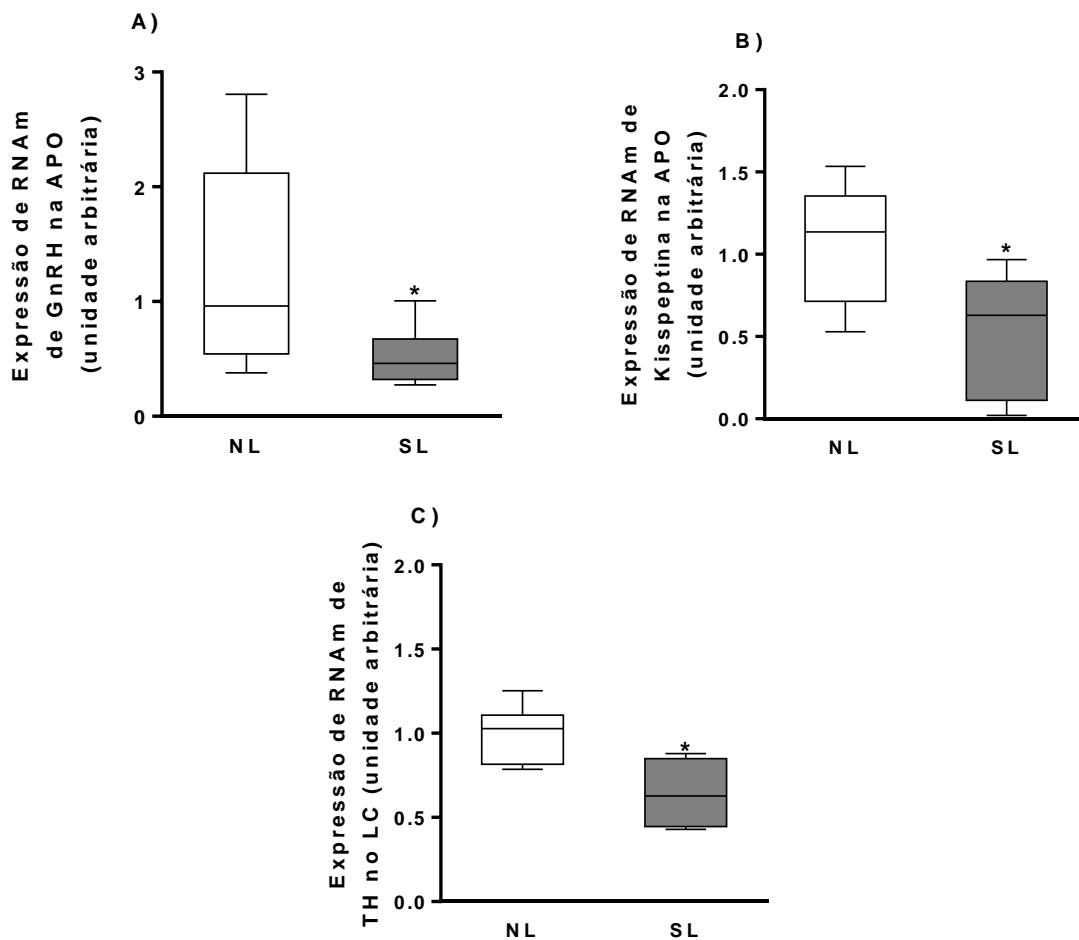 A)
Expressão de RNAm
de GnRH na APO
(unidade arbitrária)
3
2
1
0
*
NL
SL
B)
Expressão de RNAm de
Kisspeptina na APO
(unidade arbitrária)
2.0
1.5
1.0
0.5
0.0
*
NL
SL
C)
Expressão de RNAm de
TH no LC (unidade arbitrária)
2.0
1.5
1.0
0.5
0.0
*
NL
SL